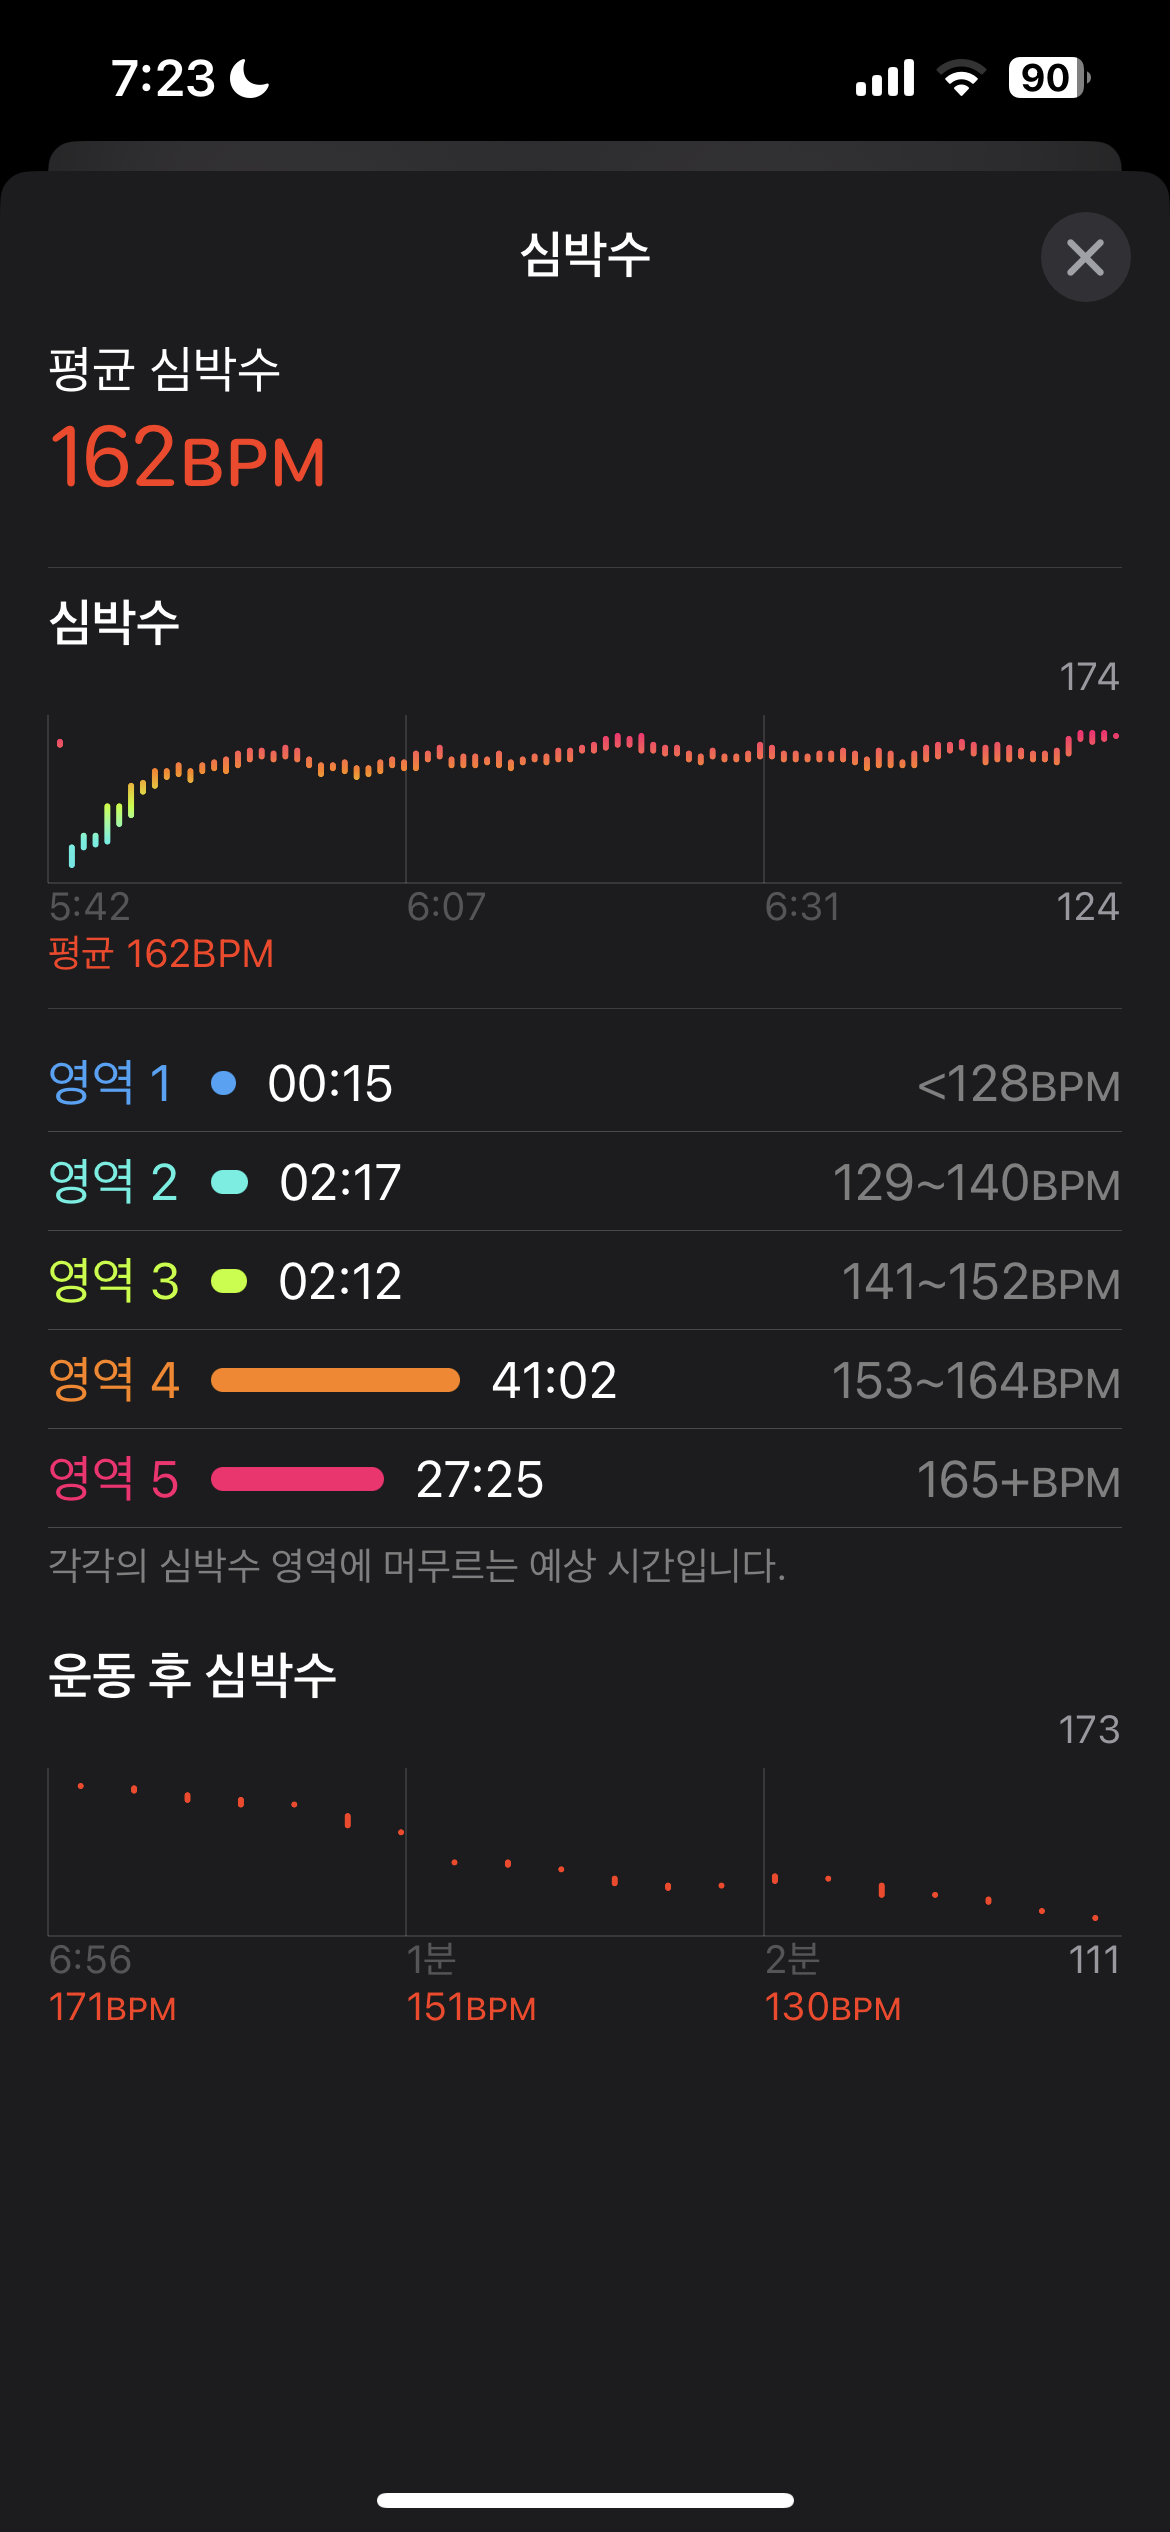 7:23
90
심박수
평균 심박수
162BPM
심박수
174
5:42 6:07 6:31 124
평균 162BPM
영역 1 00:15 <128BPM
영역 2 02:17 129~140BPM
영역 3 02:12 141~152BPM
영역 4 41:02 153~164BPM
영역 5 27:25 165+BPM
각각의 심박수 영역에 머무르는 예상 시간입니다.
운동 후 심박수
173
6:56 1분 2분 111
171BPM 151BPM 130BPM